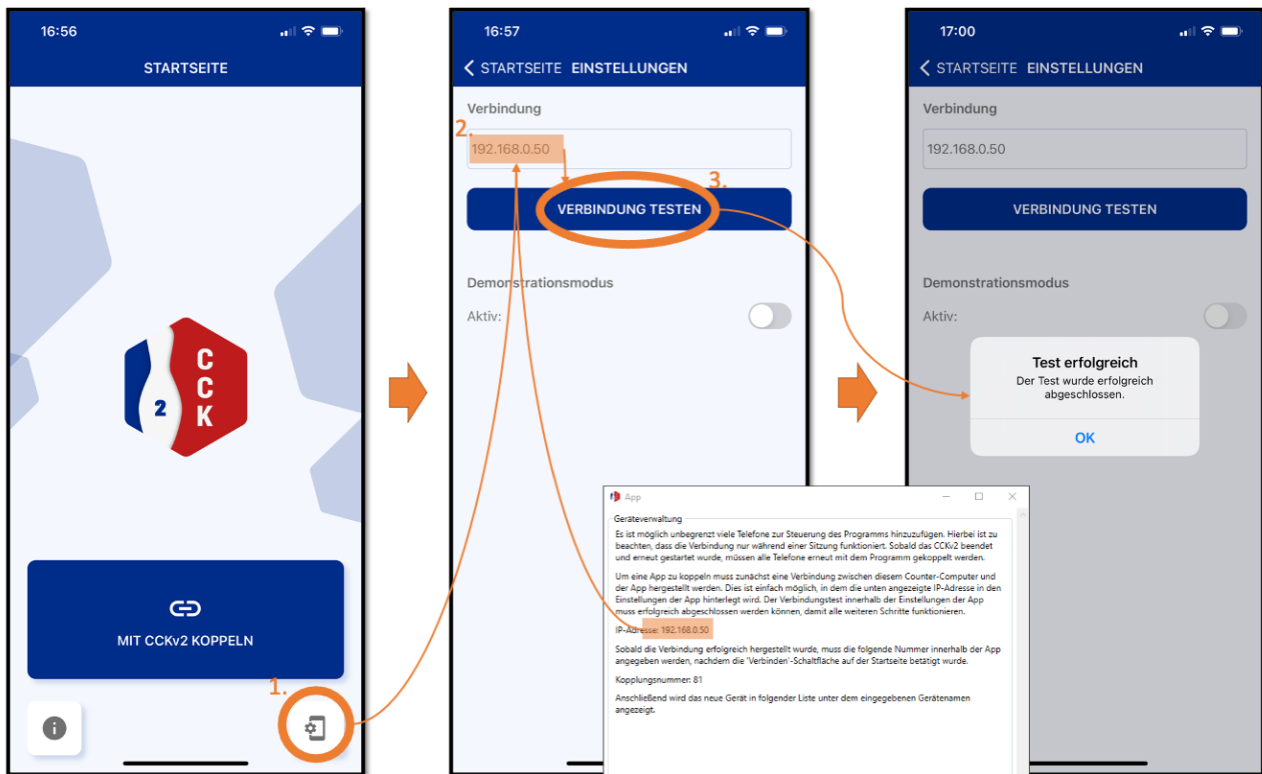 16:56
STARTSEITE
C
C
K
2
MIT CCKv2 KOPPELN
1.
16:57
STARTSEITE EINSTELLUNGEN
Verbindung
2.
192.168.0.50
3.
VERBINDUNG TESTEN
Demonstrationsmodus
Aktiv:
17:00
STARTSEITE EINSTELLUNGEN
Verbindung
192.168.0.50
VERBINDUNG TESTEN
Demonstrationsmodus
Aktiv:
Test erfolgreich
Der Test wurde erfolgreich
abgeschlossen.
OK
App
Geräteverwaltung
Es ist möglich unbegrenzt viele Telefone zur Steuerung des Programms hinzuzufügen. Hierbei ist zu
beachten, dass die Verbindung nur während einer Sitzung funktioniert. Sobald das CCKv2 beendet
und erneut gestartet wurde, müssen alle Telefone erneut mit dem Programm gekoppelt werden.
Um eine App zu koppeln muss zunächst eine Verbindung zwischen diesem Counter-Computer und
der App hergestellt werden. Dies ist einfach möglich, in dem die unten angezeigte IP-Adresse in den
Einstellungen der App hinterlegt wird. Der Verbindungstest innerhalb der Einstellungen der App
muss erfolgreich abgeschlossen werden können, damit alle weiteren Schritte funktionieren.
IP-Adresse: 192.168.0.50
Sobald die Verbindung erfolgreich hergestellt wurde, muss die folgende Nummer innerhalb der App
angegeben werden, nachdem die 'Verbinden'-Schaltfläche auf der Startseite betätigt wurde.
Kopplungsnummer: 81
Anschließend wird das neue Gerät in folgender Liste unter dem eingegebenen Gerätenamen
angezeigt.